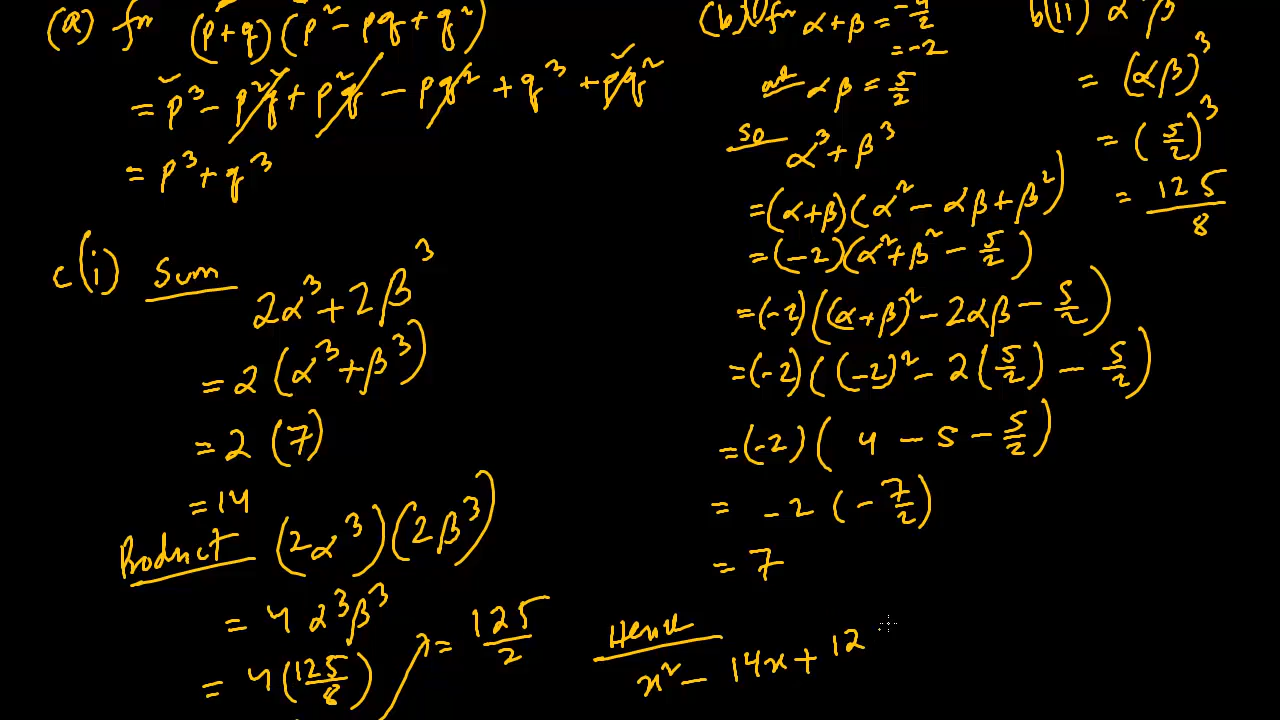 (a) for (p+q)(p² - pq + q²)
= p³ - p²q + p²q - pq² + q³ + pq²
= p³ + q³
c(i) Sum
2α³ + 2β³
= 2(α³ + β³)
= 2(7)
= 14
Product (2α³)(2β³)
= 4α³β³
= 4(125/8)
= 125/2
(b)(i) for α+β = -4/2
= -2
and αβ = 5/2
So α³ + β³
= (α+β)(α² - αβ + β²)
= (-2)(α² + β² - 5/2)
= (-2)((α+β)² - 2αβ - 5/2)
= (-2)((-2)² - 2(5/2) - 5/2)
= (-2)(4 - 5 - 5/2)
= -2(-7/2)
= 7
Hence
x² - 14x + 12
b(ii) α³β³
= (αβ)³
= (5/2)³
= 125/8